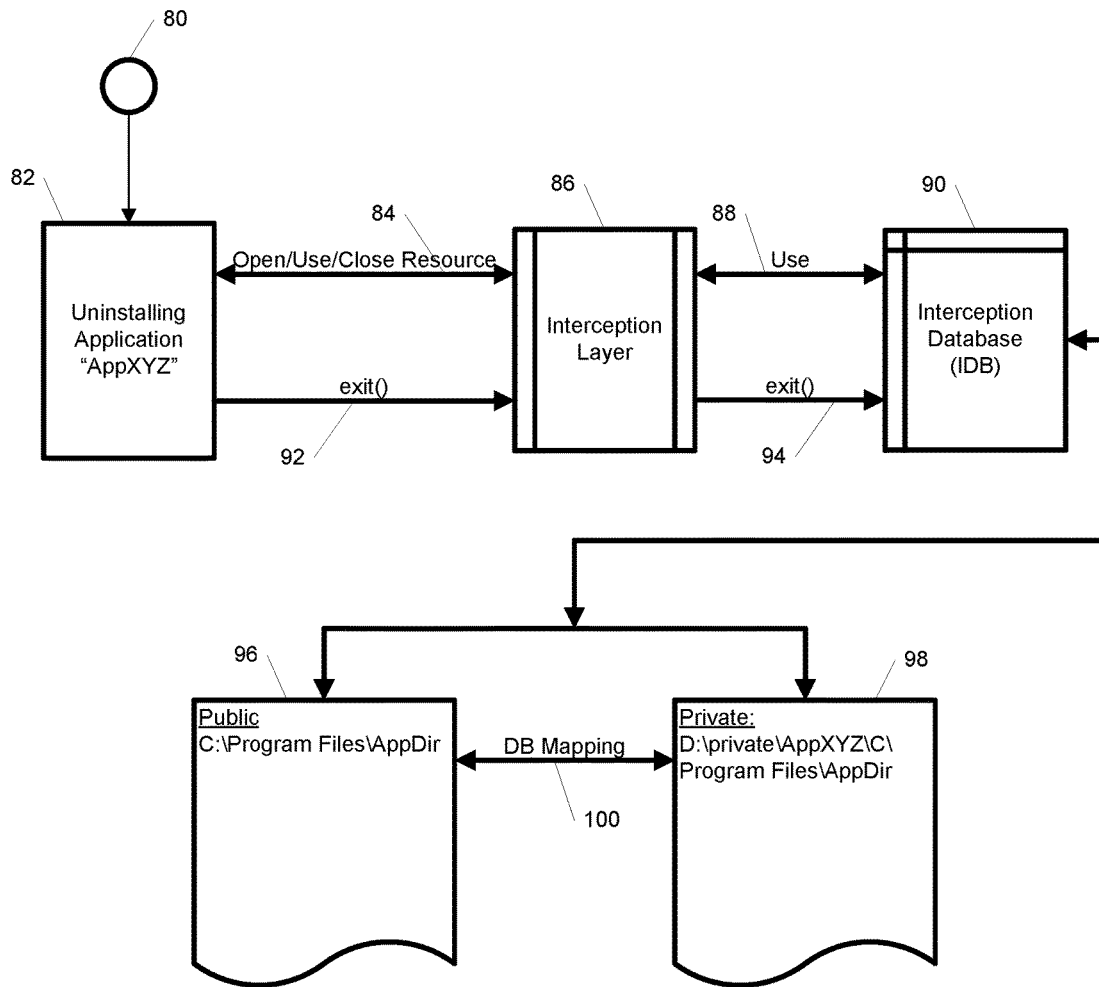 80
82
84
86
88
90
Open/Use/Close Resource
Use
Uninstalling
Application
“AppXYZ”
Interception
Layer
Interception
Database
(IDB)
exit()
exit()
92
94
96
98
Public
C:\Program Files\AppDir
DB Mapping
100
Private:
D:\private\AppXYZ\C\
Program Files\AppDir